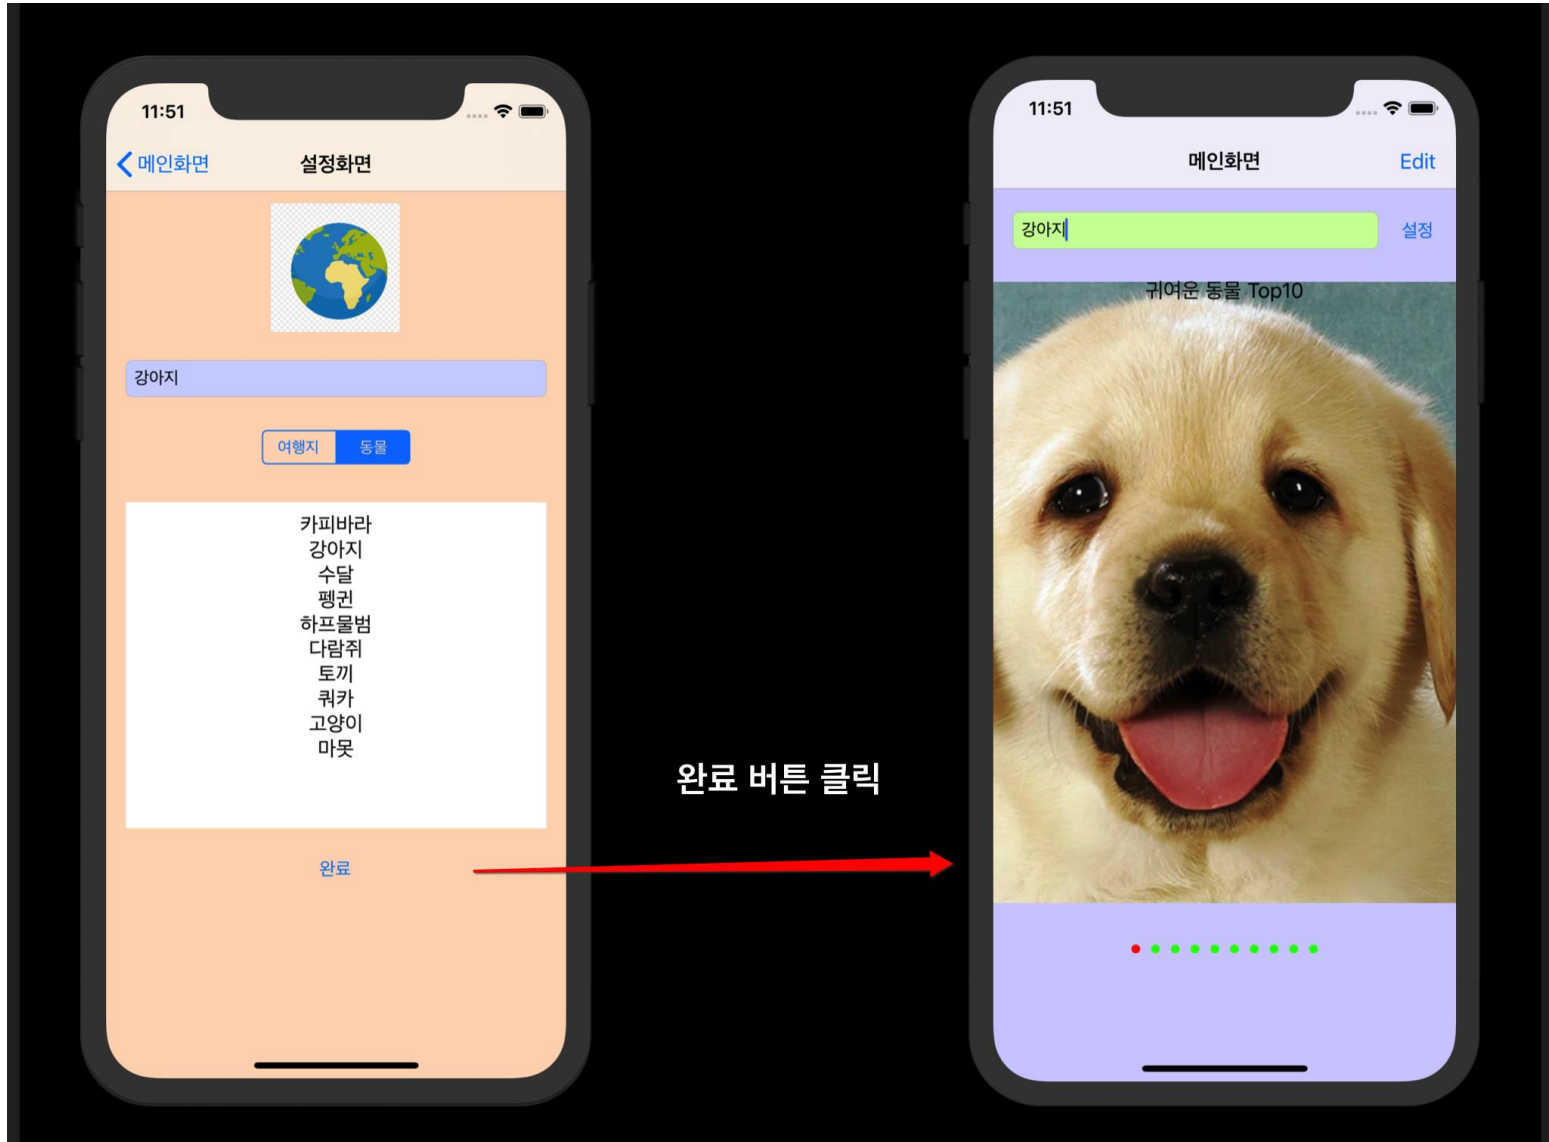 11:51
메인화면
설정화면
강아지
여행지
동물
카피바라
강아지
수달
펭귄
하프물범
다람쥐
토끼
쿼카
고양이
마못
완료
완료 버튼 클릭
11:51
메인화면
Edit
강아지
설정
귀여운 동물 Top10